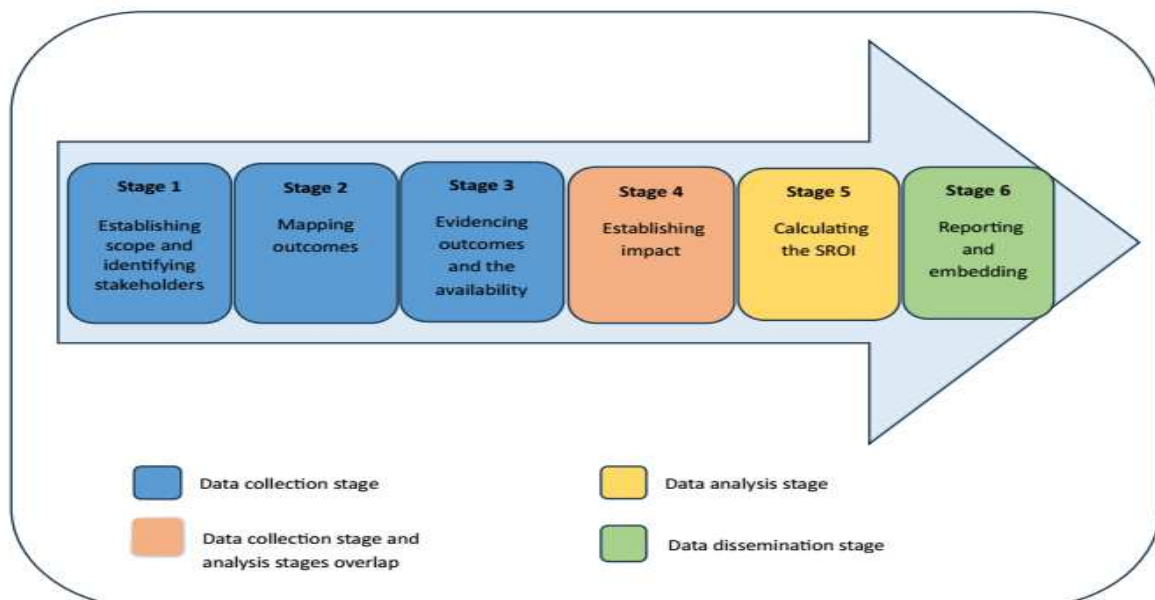 Stage 1
Establishing
scope and
identifying
stakeholders
Stage 2
Mapping
outcomes
Stage 3
Evidencing
outcomes
and the
availability
Stage 4
Establishing
impact
Stage 5
Calculating
the SROI
Stage 6
Reporting
and
embedding
Data collection stage
Data analysis stage
Data collection stage and
analysis stages overlap
Data dissemination stage